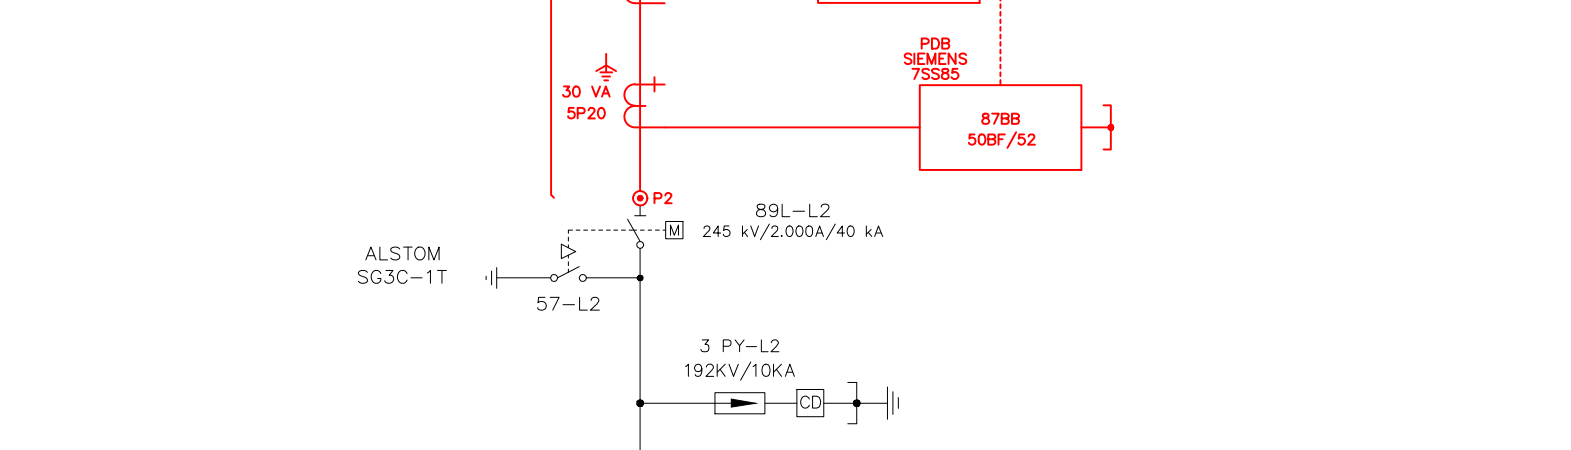 PDB
SIEMENS
7SS85
30 VA
5P20
87BB
50BF/52
P2
89L-L2
M
245 kV/2.000A/40 kA
ALSTOM
SG3C-1T
57-L2
3 PY-L2
192KV/10KA
CD